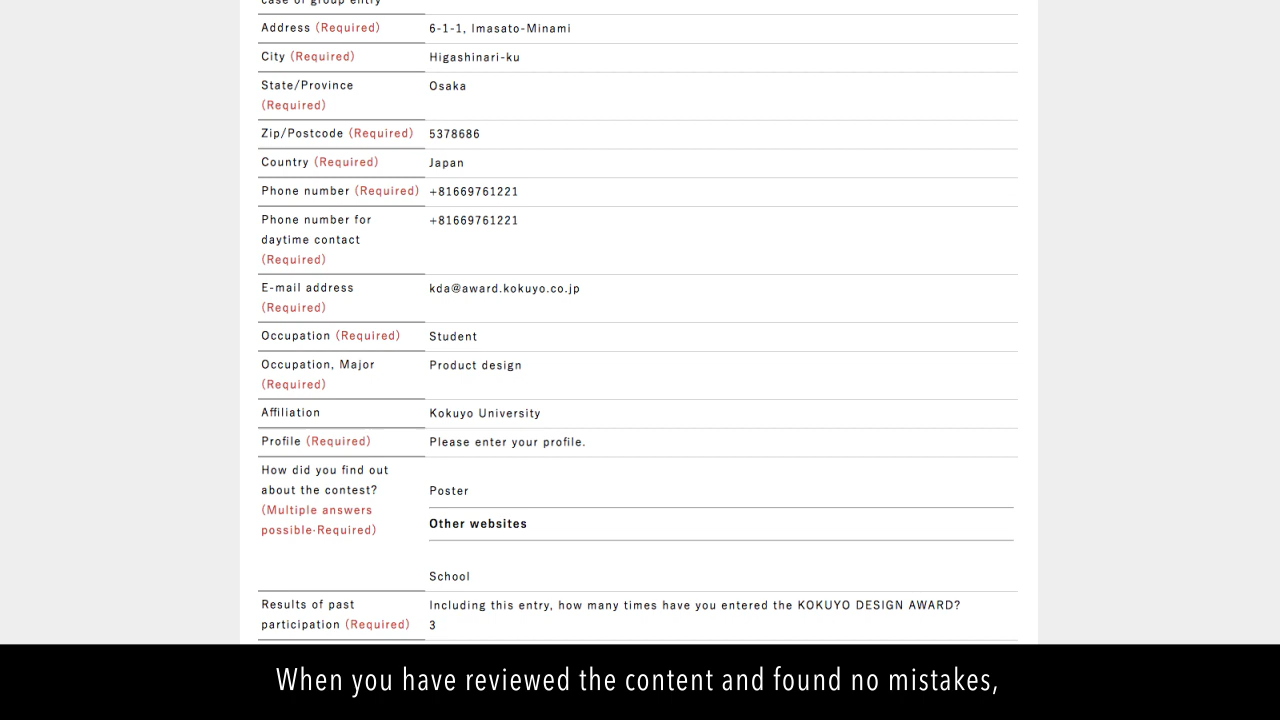 case of group entry
Address (Required) 6-1-1, Imasato-Minami
City (Required) Higashinari-ku
State/Province Osaka
(Required)
Zip/Postcode (Required) 5378686
Country (Required) Japan
Phone number (Required) +81669761221
Phone number for +81669761221
daytime contact
(Required)
E-mail address kda@award.kokuyo.co.jp
(Required)
Occupation (Required) Student
Occupation, Major Product design
(Required)
Affiliation Kokuyo University
Profile (Required) Please enter your profile.
How did you find out
about the contest? Poster
(Multiple answers
possible·Required) Other websites
School
Results of past Including this entry, how many times have you entered the KOKUYO DESIGN AWARD?
participation (Required) 3
When you have reviewed the content and found no mistakes,